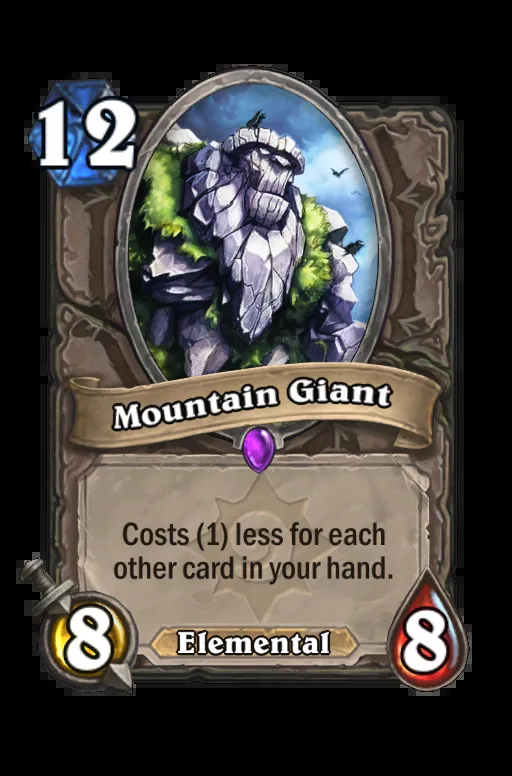 12
Mountain Giant
Costs (1) less for each
other card in your hand.
8
Elemental
8